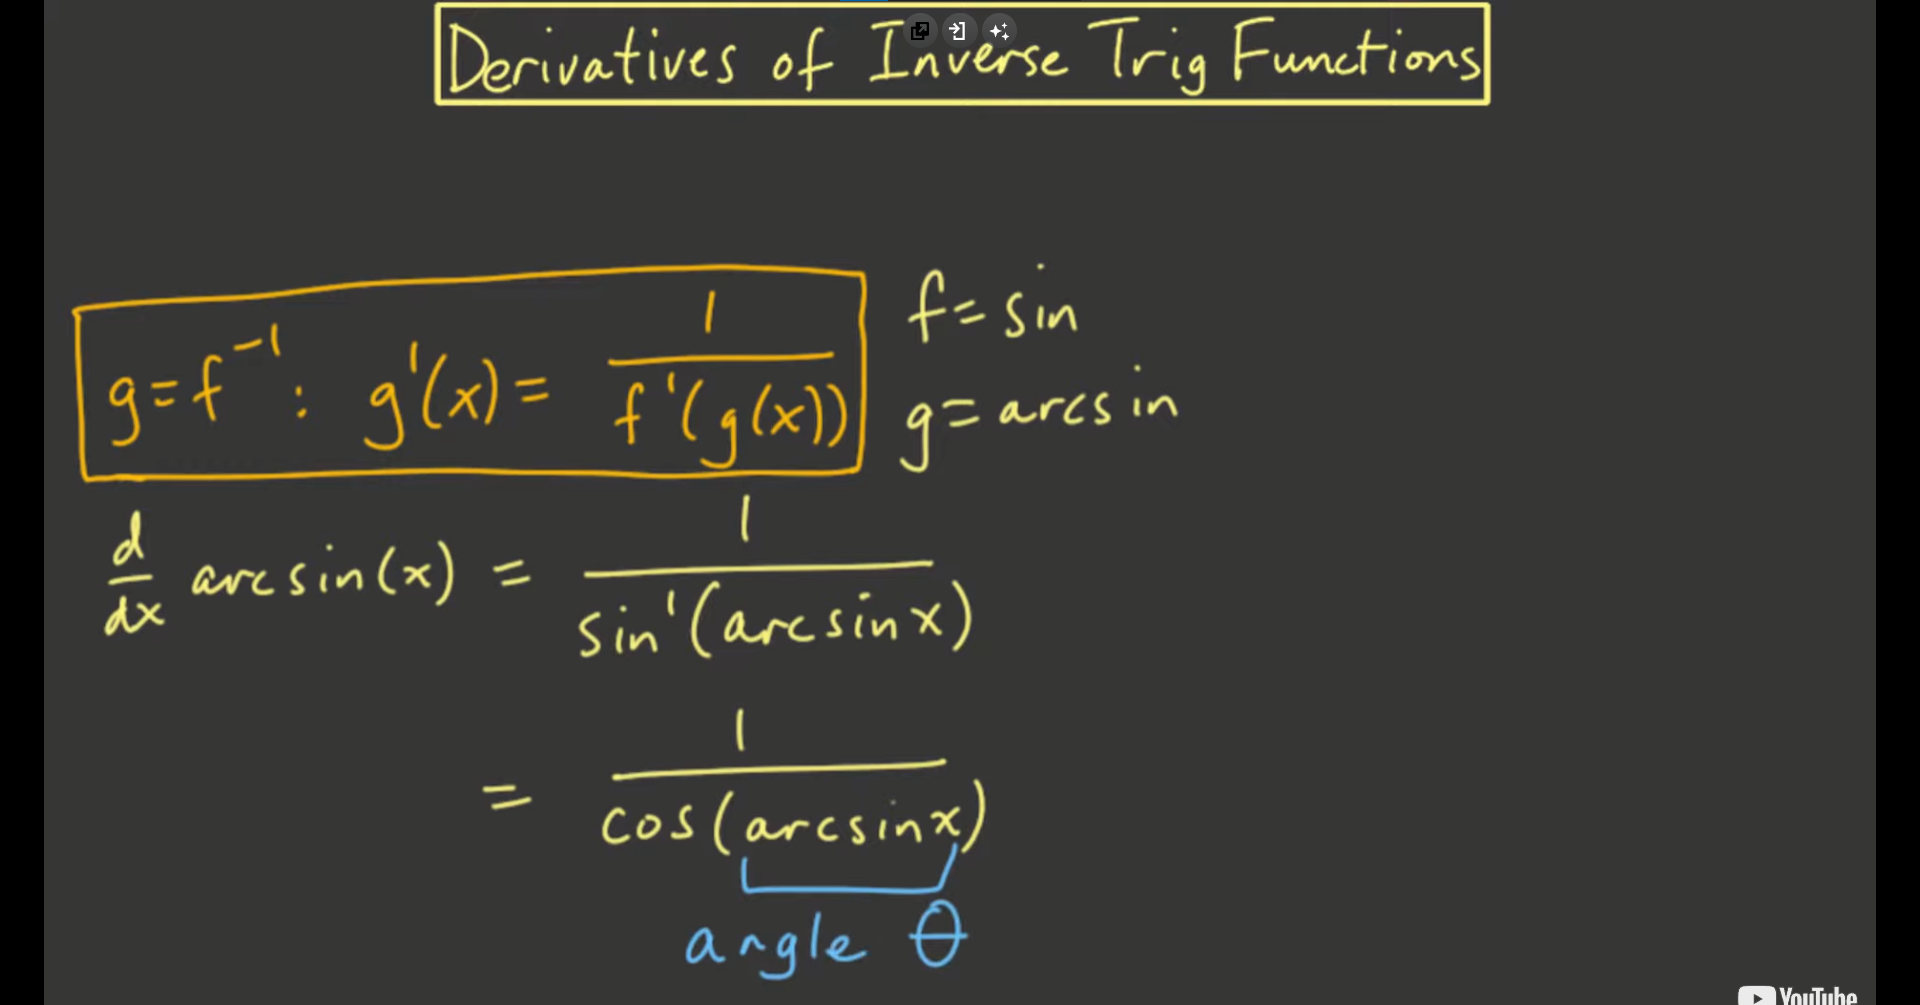 Derivatives of Inverse Trig Functions
g = f⁻¹ : g'(x) = 1 / f'(g(x))
f = sin
g = arcsin
d/dx arcsin(x) = 1 / sin'(arcsin x)
= 1 / cos(arcsin x)
angle θ
YouTube